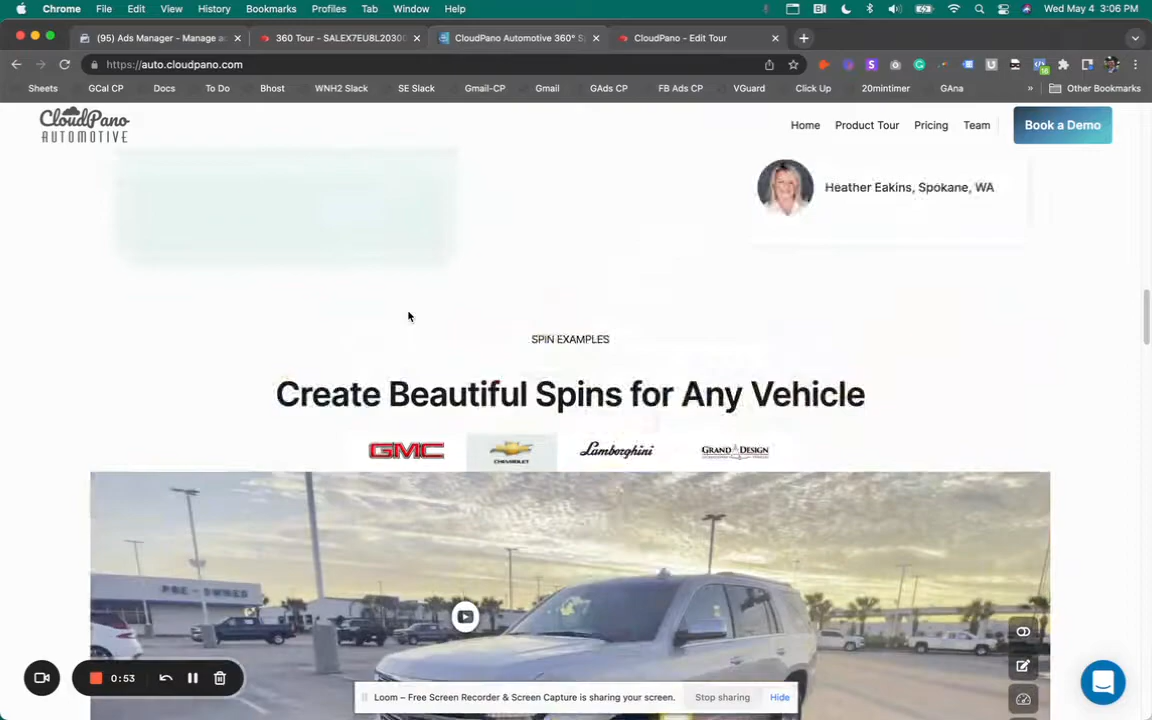 Chrome File Edit View History Bookmarks Profiles Tab Window Help Wed May 4 3:06 PM
(95) Ads Manager - Manage a 360 Tour - SALEX7EU8L20300 CloudPano Automotive 360° S CloudPano - Edit Tour
https://auto.cloudpano.com
Sheets GCal CP Docs To Do Bhost WNH2 Slack SE Slack Gmail-CP Gmail GAds CP FB Ads CP VGuard Click Up 20mintimer GAna » Other Bookmarks
CLOUDPANO
AUTOMOTIVE
Home Product Tour Pricing Team Book a Demo
Heather Eakins, Spokane, WA
SPIN EXAMPLES
Create Beautiful Spins for Any Vehicle
GMC CHEVROLET Lamborghini GRAND DESIGN
PRE-OWNED
0:53
Loom – Free Screen Recorder & Screen Capture is sharing your screen. Stop sharing Hide